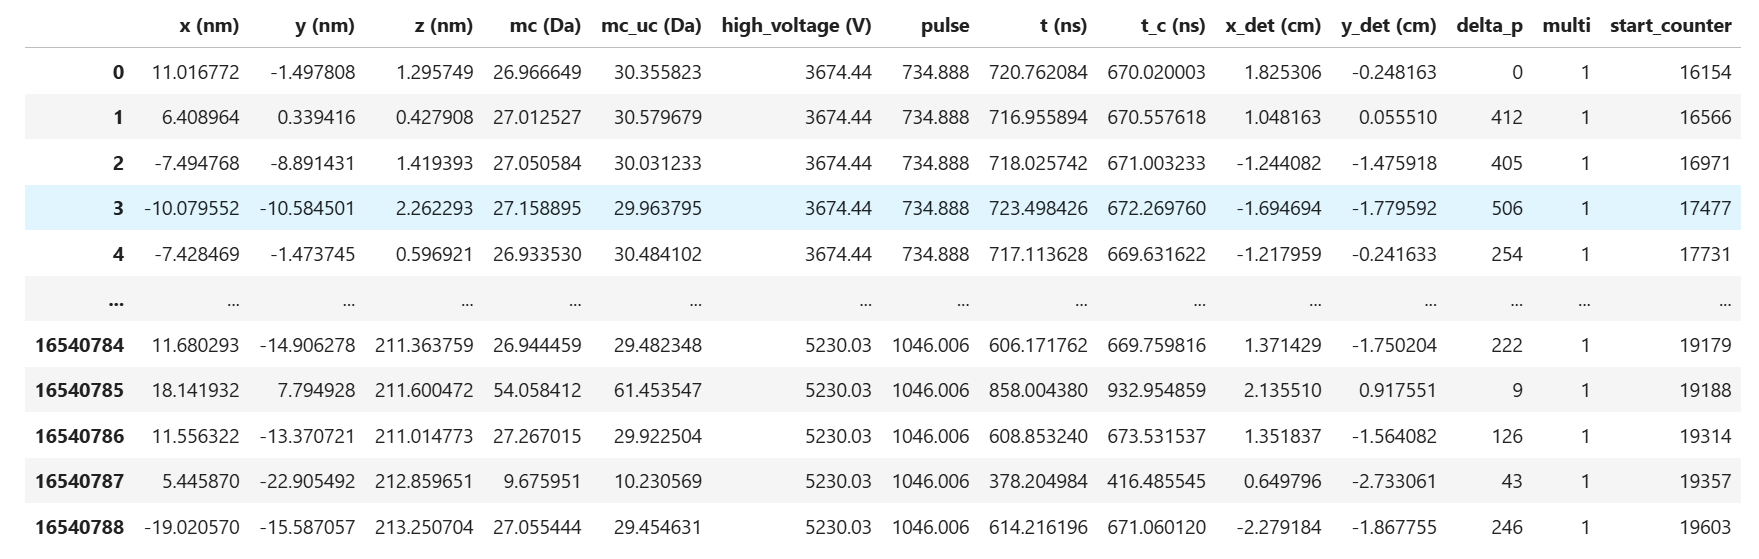 x (nm) y (nm) z (nm) mc (Da) mc_uc (Da) high_voltage (V) pulse t (ns) t_c (ns) x_det (cm) y_det (cm) delta_p multi start_counter
0 11.016772 -1.497808 1.295749 26.966649 30.355823 3674.44 734.888 720.762084 670.020003 1.825306 -0.248163 0 1 16154
1 6.408964 0.339416 0.427908 27.012527 30.579679 3674.44 734.888 716.955894 670.557618 1.048163 0.055510 412 1 16566
2 -7.494768 -8.891431 1.419393 27.050584 30.031233 3674.44 734.888 718.025742 671.003233 -1.244082 -1.475918 405 1 16971
3 -10.079552 -10.584501 2.262293 27.158895 29.963795 3674.44 734.888 723.498426 672.269760 -1.694694 -1.779592 506 1 17477
4 -7.428469 -1.473745 0.596921 26.933530 30.484102 3674.44 734.888 717.113628 669.631622 -1.217959 -0.241633 254 1 17731
... ... ... ... ... ... ... ... ... ... ... ... ... ... ...
16540784 11.680293 -14.906278 211.363759 26.944459 29.482348 5230.03 1046.006 606.171762 669.759816 1.371429 -1.750204 222 1 19179
16540785 18.141932 7.794928 211.600472 54.058412 61.453547 5230.03 1046.006 858.004380 932.954859 2.135510 0.917551 9 1 19188
16540786 11.556322 -13.370721 211.014773 27.267015 29.922504 5230.03 1046.006 608.853240 673.531537 1.351837 -1.564082 126 1 19314
16540787 5.445870 -22.905492 212.859651 9.675951 10.230569 5230.03 1046.006 378.204984 416.485545 0.649796 -2.733061 43 1 19357
16540788 -19.020570 -15.587057 213.250704 27.055444 29.454631 5230.03 1046.006 614.216196 671.060120 -2.279184 -1.867755 246 1 19603